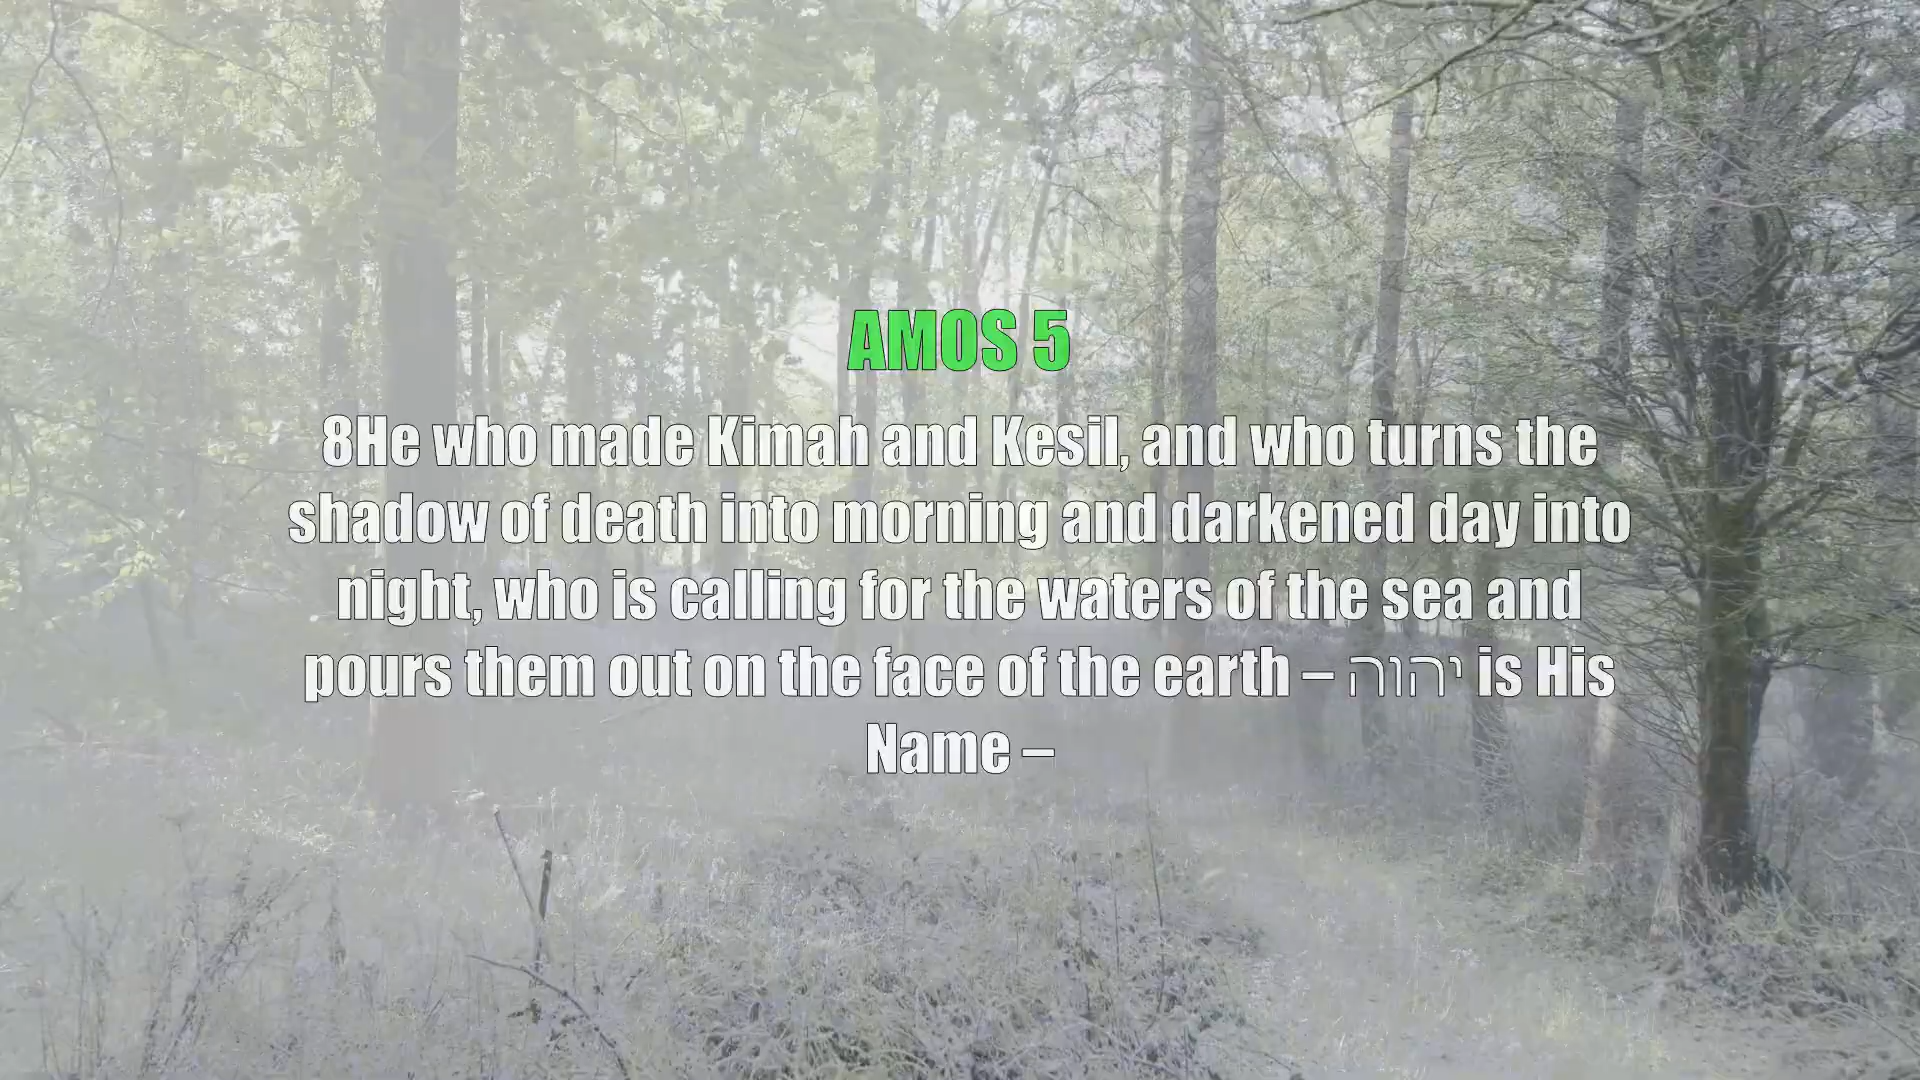 AMOS 5
8He who made Kimah and Kesil, and who turns the
shadow of death into morning and darkened day into
night, who is calling for the waters of the sea and
pours them out on the face of the earth – יהוה is His
Name –